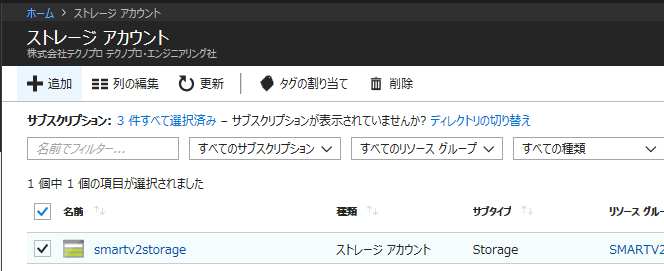 ホーム > ストレージ アカウント
ストレージ アカウント
株式会社テクノプロ テクノプロ・エンジニアリング社
追加 列の編集 更新 タグの割り当て 削除
サブスクリプション: 3 件すべて選択済み – サブスクリプションが表示されていませんか? ディレクトリの切り替え
名前でフィルター... すべてのサブスクリプション すべてのリソース グループ すべての種類
1 個中 1 個の項目が選択されました
名前 種類 サブタイプ リソース グルー
smartv2storage ストレージ アカウント Storage SMARTV2